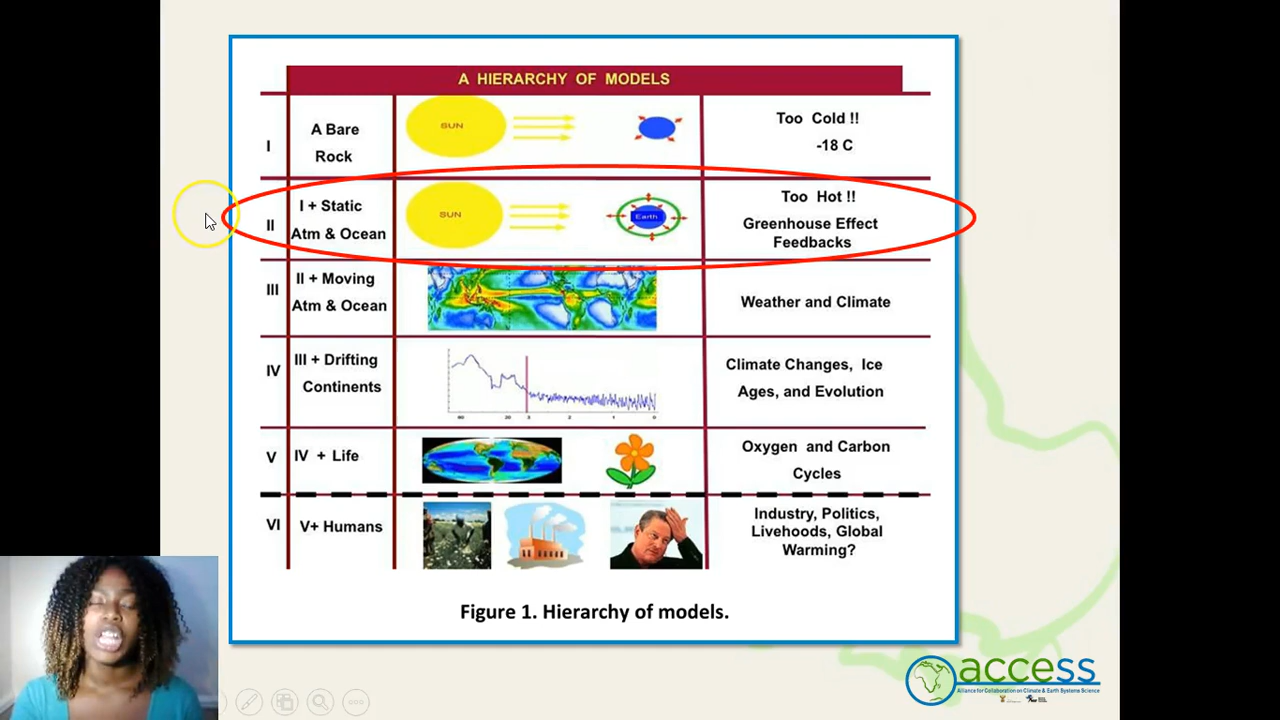 A HIERARCHY OF MODELS
I
A Bare
Rock
SUN
Too Cold !!
-18 C
II
I + Static
Atm & Ocean
SUN
Earth
Too Hot !!
Greenhouse Effect
Feedbacks
III
II + Moving
Atm & Ocean
Weather and Climate
IV
III + Drifting
Continents
Climate Changes, Ice
Ages, and Evolution
V
IV + Life
Oxygen and Carbon
Cycles
VI
V+ Humans
Industry, Politics,
Livehoods, Global
Warming?
Figure 1. Hierarchy of models.
access
Alliance for Collaboration on Climate & Earth Systems Science